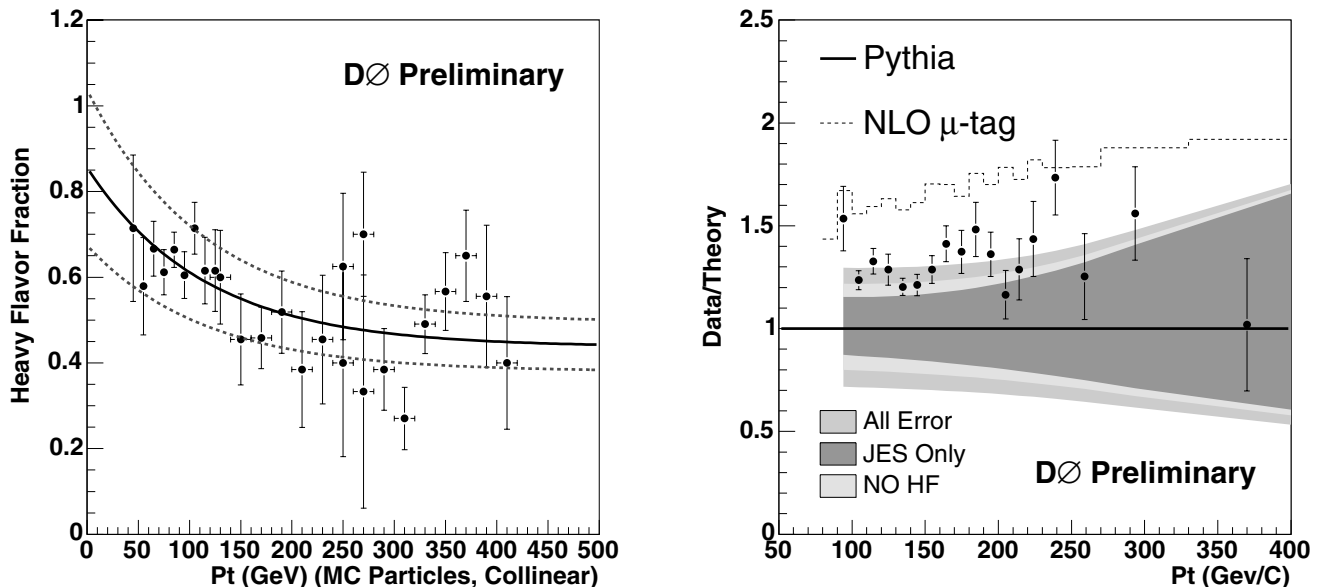 1.2
1
0.8
0.6
0.4
0.2
0
Heavy Flavor Fraction
DØ Preliminary
0 50 100 150 200 250 300 350 400 450 500
Pt (GeV) (MC Particles, Collinear)
2.5
2
1.5
1
0.5
0
Data/Theory
Pythia
NLO μ-tag
All Error
JES Only
NO HF
DØ Preliminary
50 100 150 200 250 300 350 400
Pt (Gev/C)